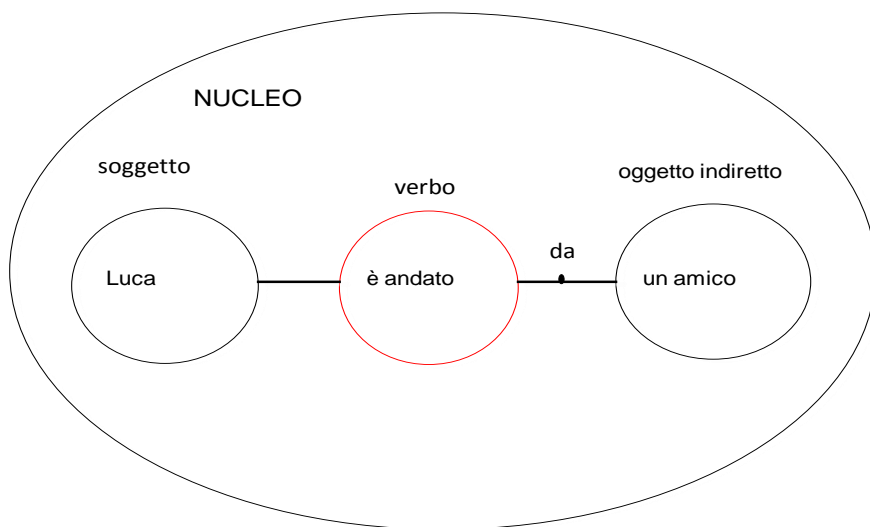 NUCLEO
soggetto
verbo
oggetto indiretto
Luca
è andato
da
un amico